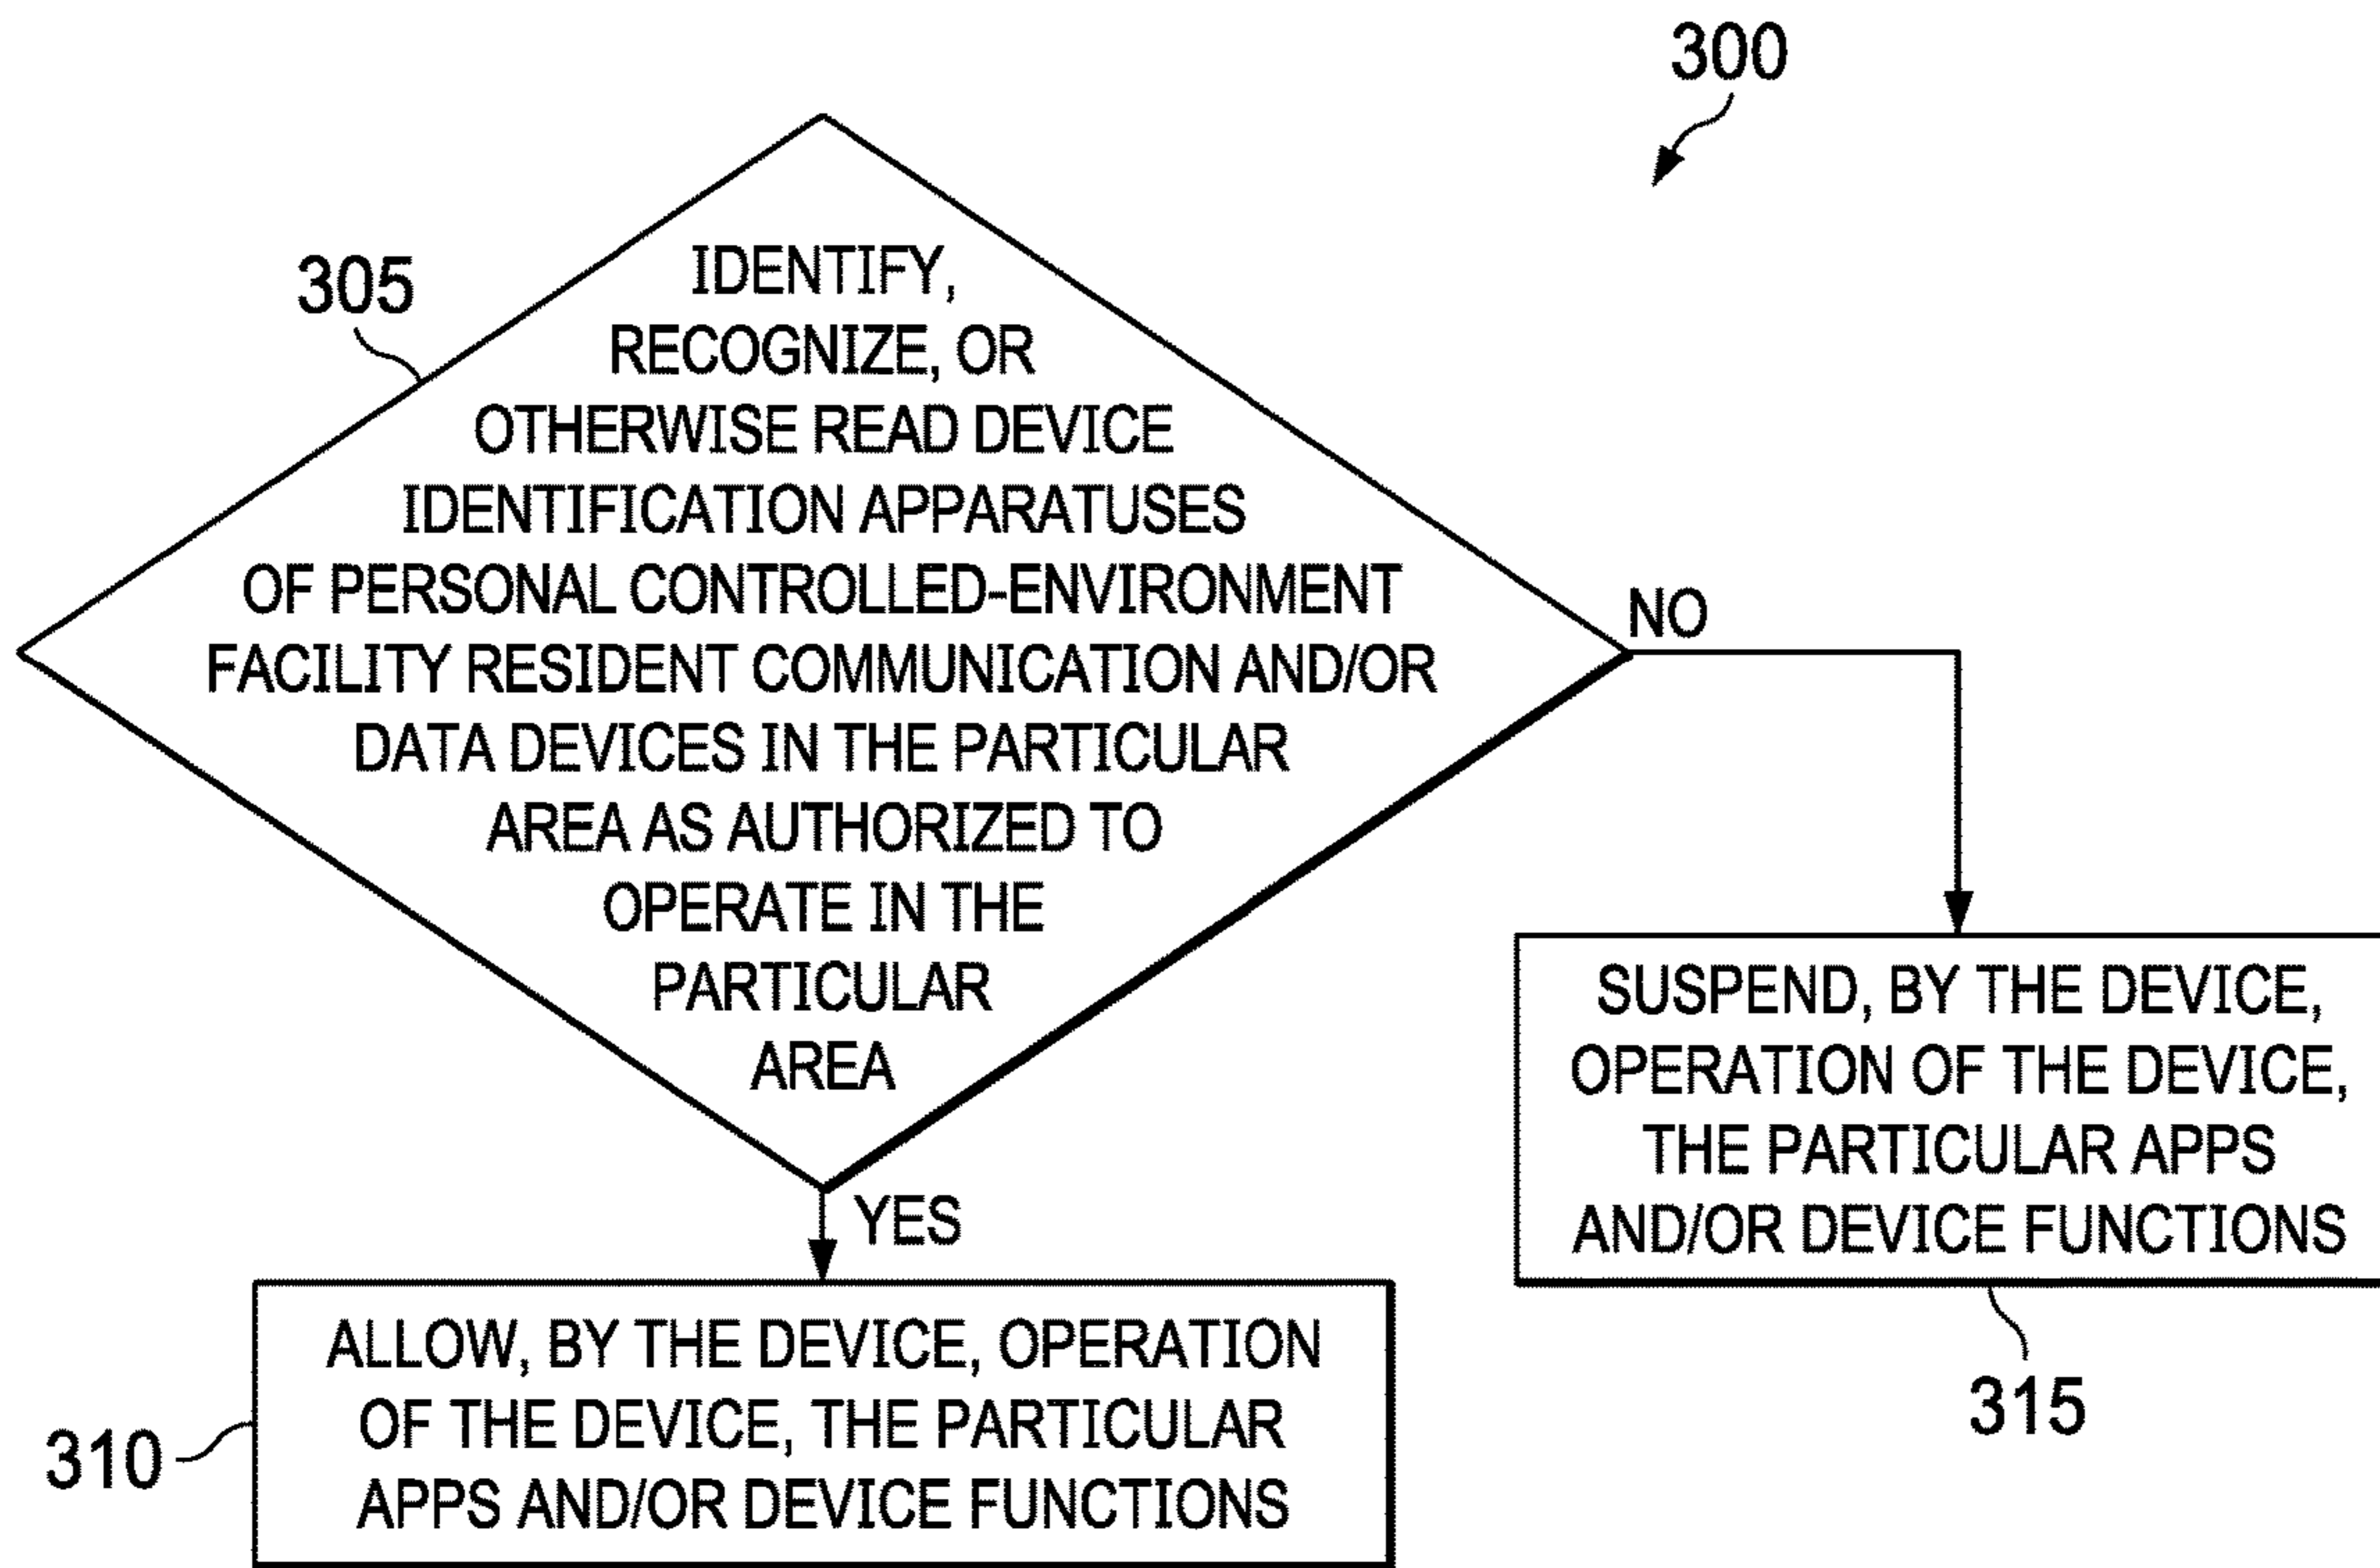 300
305
IDENTIFY,
RECOGNIZE, OR
OTHERWISE READ DEVICE
IDENTIFICATION APPARATUSES
OF PERSONAL CONTROLLED-ENVIRONMENT
FACILITY RESIDENT COMMUNICATION AND/OR
DATA DEVICES IN THE PARTICULAR
AREA AS AUTHORIZED TO
OPERATE IN THE
PARTICULAR
AREA
NO
SUSPEND, BY THE DEVICE,
OPERATION OF THE DEVICE,
THE PARTICULAR APPS
AND/OR DEVICE FUNCTIONS
315
YES
ALLOW, BY THE DEVICE, OPERATION
OF THE DEVICE, THE PARTICULAR
APPS AND/OR DEVICE FUNCTIONS
310